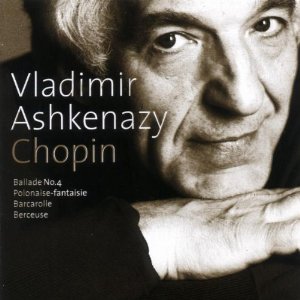 Vladimir
Ashkenazy
Chopin
Ballade No.4
Polonaise-fantaisie
Barcarolle
Berceuse